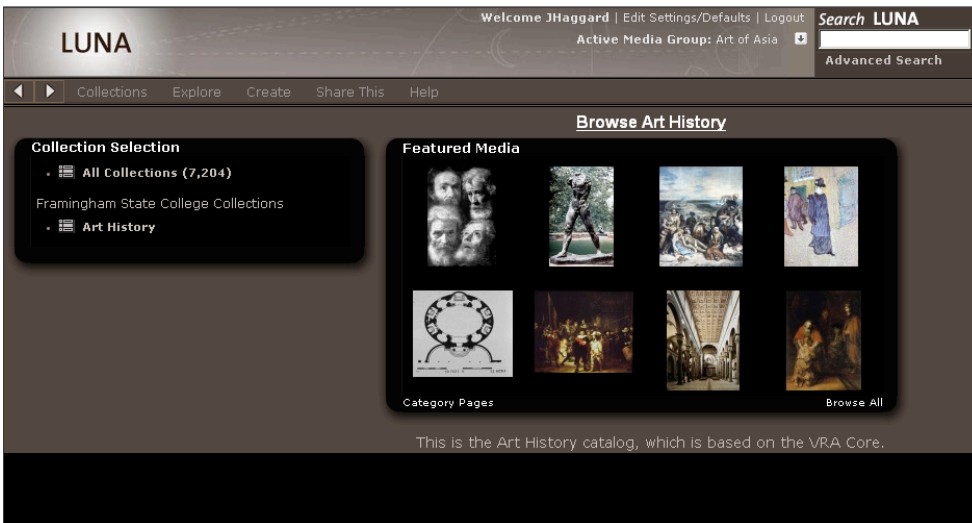 LUNA
Welcome JHaggard | Edit Settings/Defaults | Logout
Active Media Group: Art of Asia
Search LUNA
Advanced Search
Collections Explore Create Share This Help
Browse Art History
Collection Selection
All Collections (7,204)
Framingham State College Collections
Art History
Featured Media
Category Pages
Browse All
This is the Art History catalog, which is based on the VRA Core.